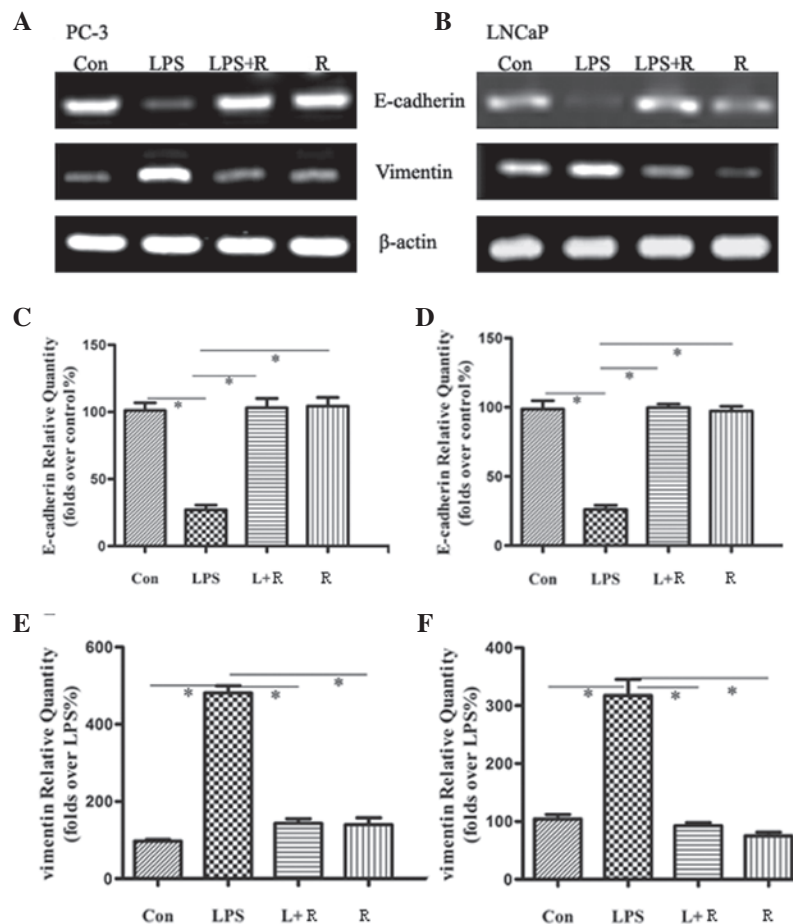 A
PC-3
B
LNCaP
Con LPS LPS+R R
Con LPS LPS+R R
E-cadherin
Vimentin
β-actin
C
E-cadherin Relative Quantity
(folds over control%)
150
100
50
0
* * *
Con LPS L+R R
D
E-cadherin Relative Quantity
(folds over control%)
150
100
50
0
* * *
Con LPS L+R R
E
vimentin Relative Quantity
(folds over LPS%)
600
400
200
0
* * *
Con LPS L+R R
F
vimentin Relative Quantity
(folds over LPS%)
400
300
200
100
0
* * *
Con LPS L+R R